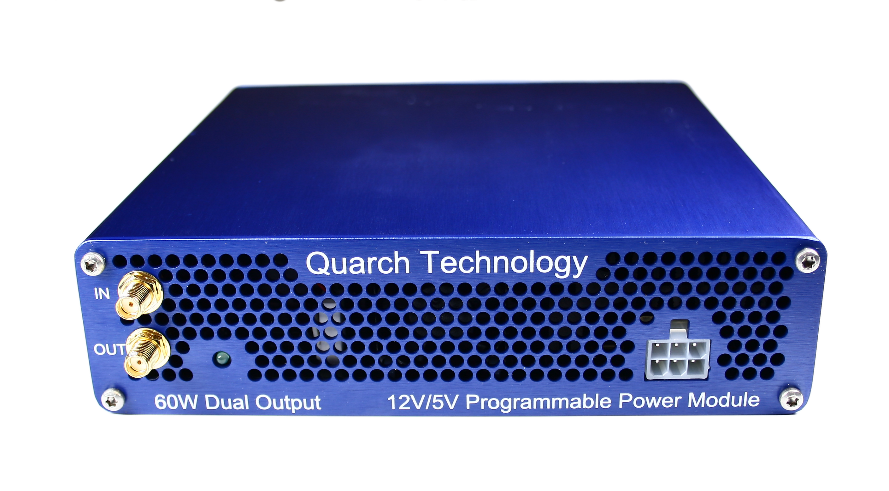 Quarch Technology
IN
OUT
60W Dual Output
12V/5V Programmable Power Module